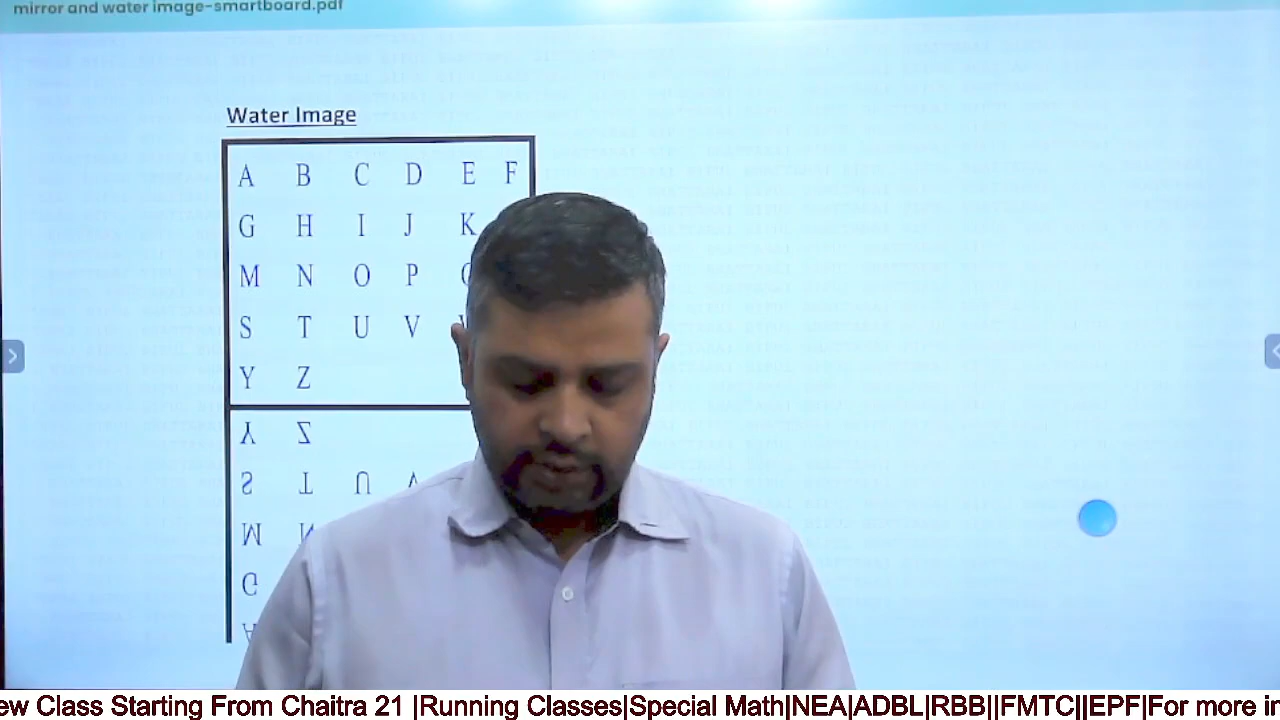 mirror and water image-smartboard.pdf
Water Image
A B C D E F
G H I J K
M N O P
S T U V
Y Z
Y Z
S T U V
M N
G
A
ew Class Starting From Chaitra 21 |Running Classes|Special Math|NEA|ADBL|RBB||FMTC||EPF|For more in